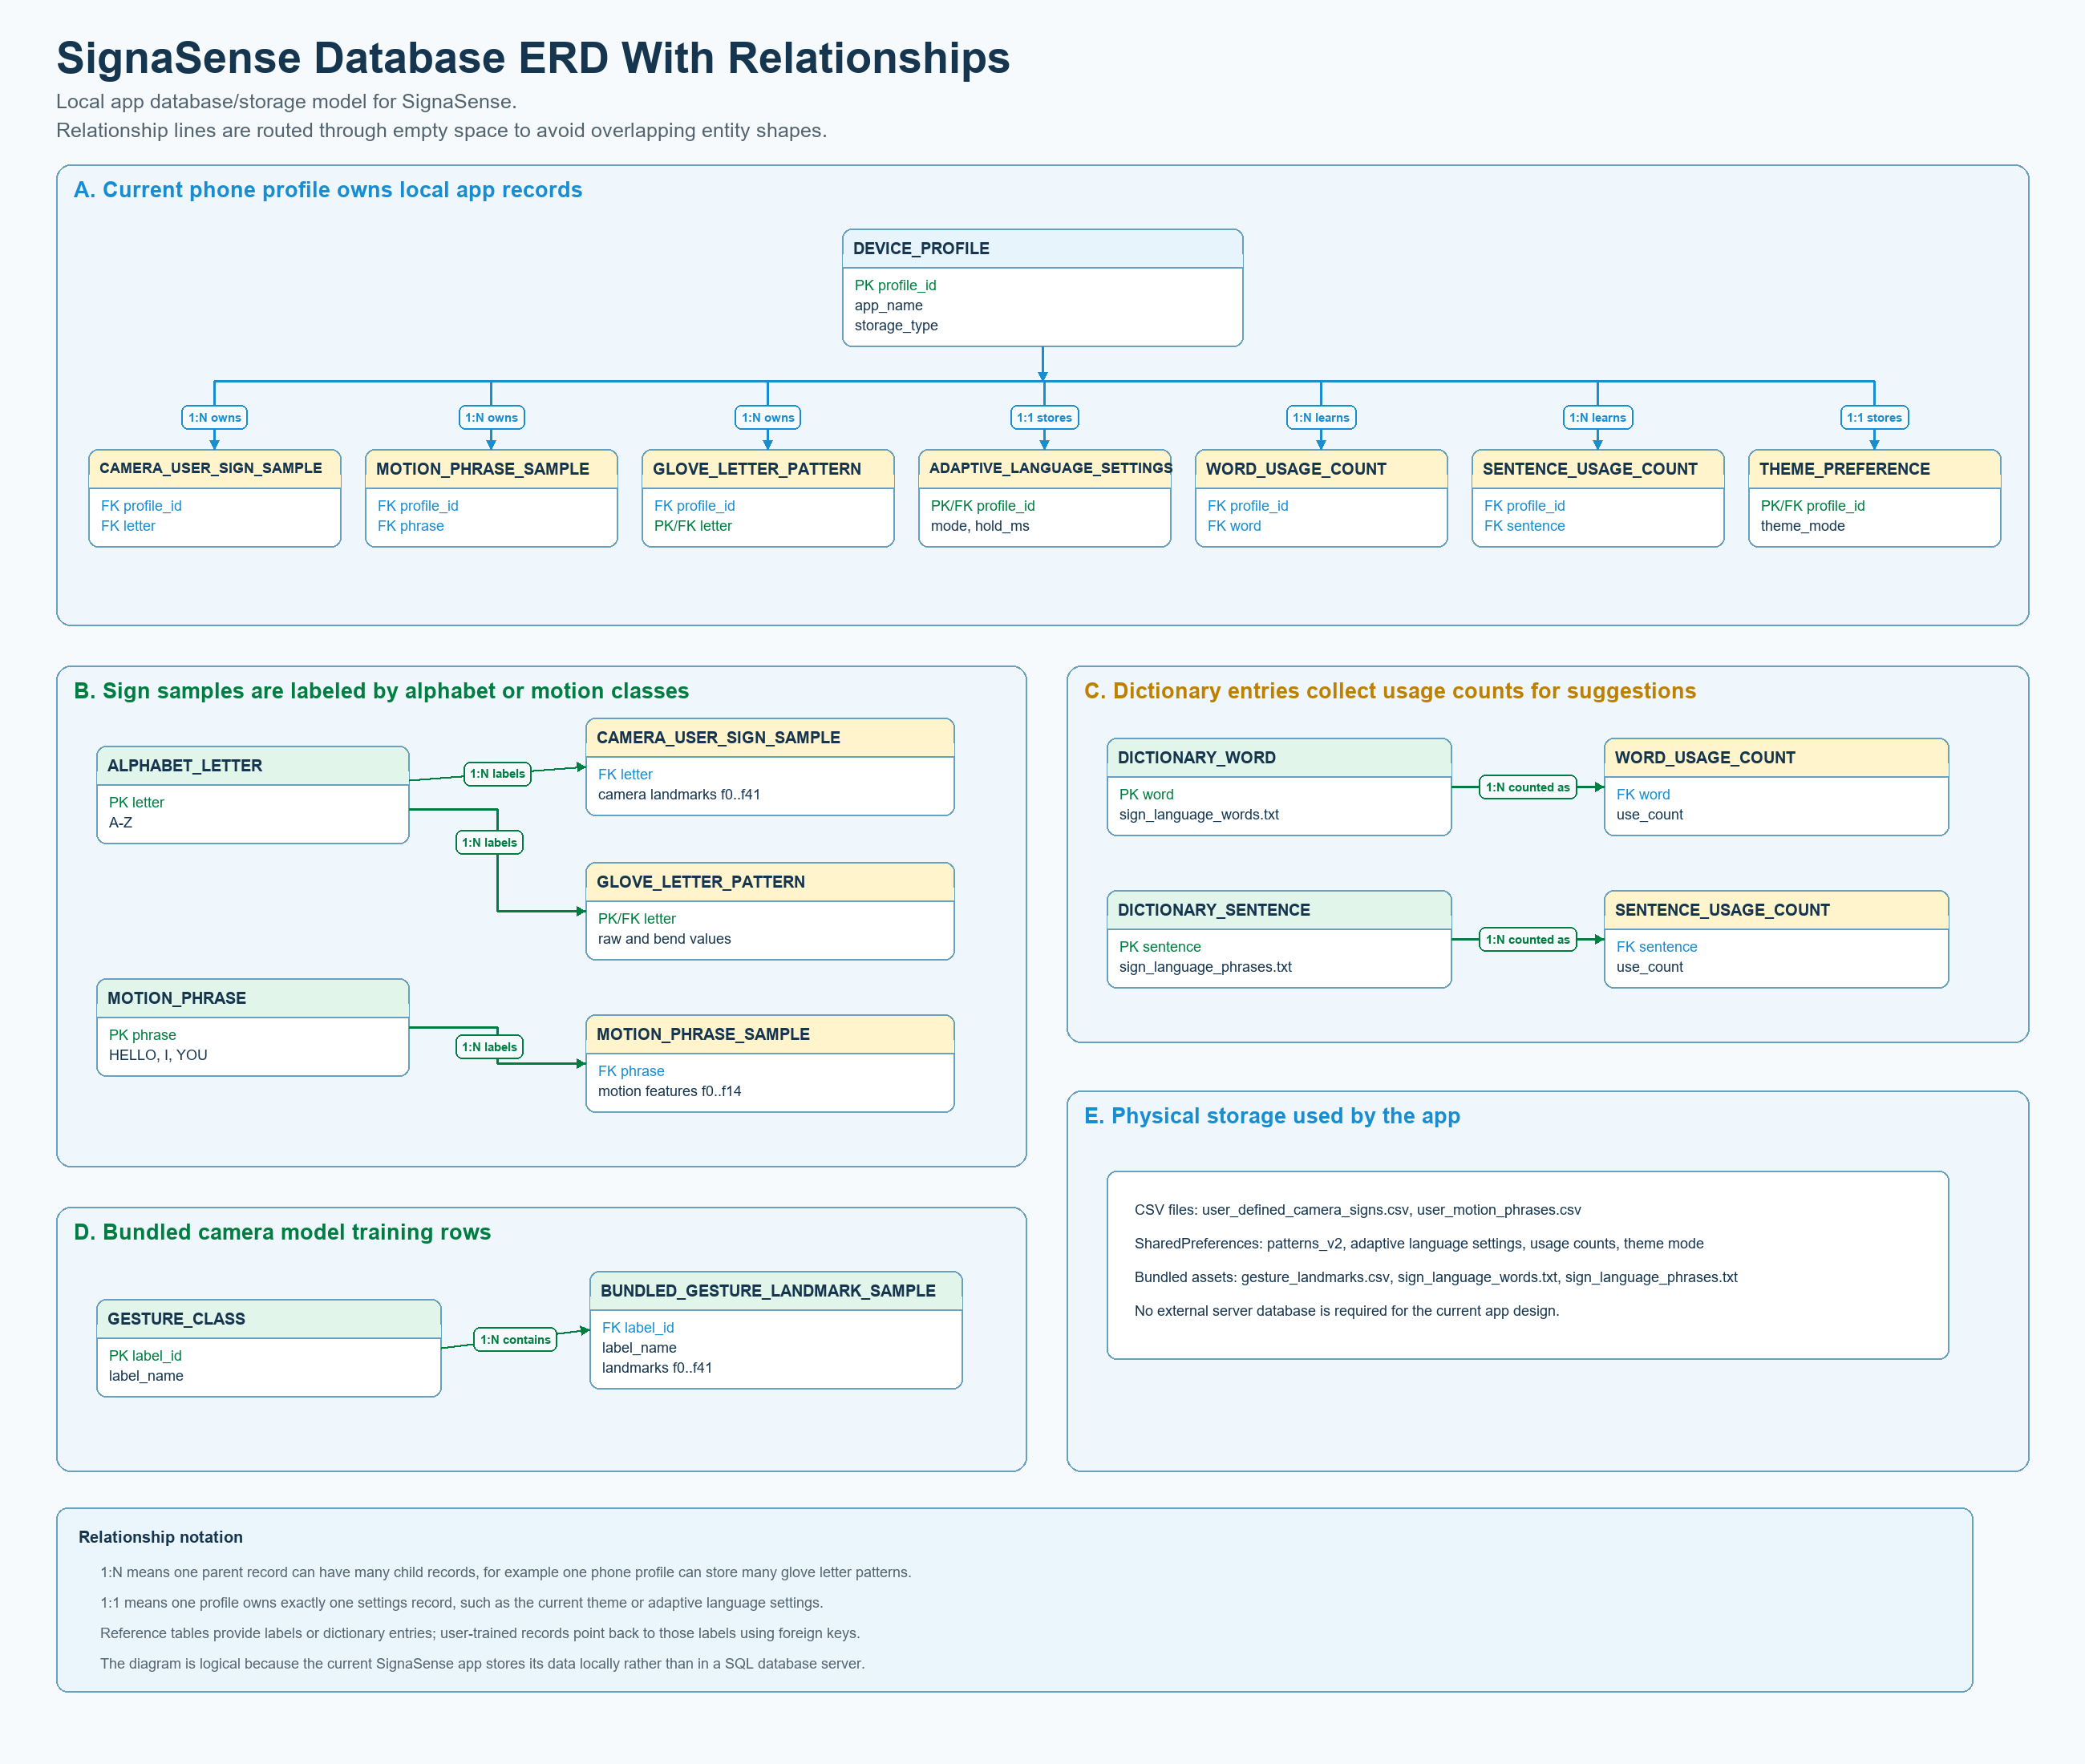 SignaSense Database ERD With Relationships
Local app database/storage model for SignaSense.
Relationship lines are routed through empty space to avoid overlapping entity shapes.
A. Current phone profile owns local app records
DEVICE_PROFILE
PK profile_id
app_name
storage_type
1:N owns
1:N owns
1:N owns
1:1 stores
1:N learns
1:N learns
1:1 stores
CAMERA_USER_SIGN_SAMPLE
FK profile_id
FK letter
MOTION_PHRASE_SAMPLE
FK profile_id
FK phrase
GLOVE_LETTER_PATTERN
FK profile_id
PK/FK letter
ADAPTIVE_LANGUAGE_SETTINGS
PK/FK profile_id
mode, hold_ms
WORD_USAGE_COUNT
FK profile_id
FK word
SENTENCE_USAGE_COUNT
FK profile_id
FK sentence
THEME_PREFERENCE
PK/FK profile_id
theme_mode
B. Sign samples are labeled by alphabet or motion classes
ALPHABET_LETTER
PK letter
A-Z
1:N labels
CAMERA_USER_SIGN_SAMPLE
FK letter
camera landmarks f0..f41
1:N labels
GLOVE_LETTER_PATTERN
PK/FK letter
raw and bend values
MOTION_PHRASE
PK phrase
HELLO, I, YOU
1:N labels
MOTION_PHRASE_SAMPLE
FK phrase
motion features f0..f14
C. Dictionary entries collect usage counts for suggestions
DICTIONARY_WORD
PK word
sign_language_words.txt
1:N counted as
WORD_USAGE_COUNT
FK word
use_count
DICTIONARY_SENTENCE
PK sentence
sign_language_phrases.txt
1:N counted as
SENTENCE_USAGE_COUNT
FK sentence
use_count
D. Bundled camera model training rows
GESTURE_CLASS
PK label_id
label_name
1:N contains
BUNDLED_GESTURE_LANDMARK_SAMPLE
FK label_id
label_name
landmarks f0..f41
E. Physical storage used by the app
CSV files: user_defined_camera_signs.csv, user_motion_phrases.csv
SharedPreferences: patterns_v2, adaptive language settings, usage counts, theme mode
Bundled assets: gesture_landmarks.csv, sign_language_words.txt, sign_language_phrases.txt
No external server database is required for the current app design.
Relationship notation
1:N means one parent record can have many child records, for example one phone profile can store many glove letter patterns.
1:1 means one profile owns exactly one settings record, such as the current theme or adaptive language settings.
Reference tables provide labels or dictionary entries; user-trained records point back to those labels using foreign keys.
The diagram is logical because the current SignaSense app stores its data locally rather than in a SQL database server.